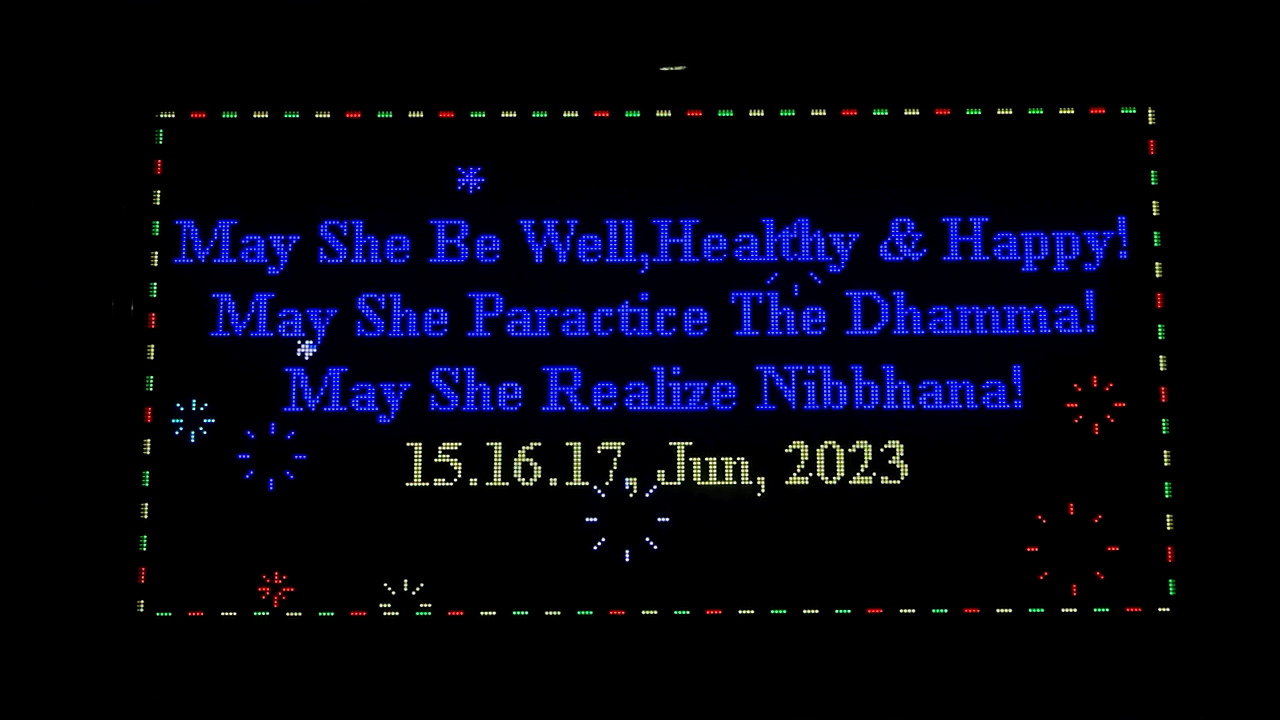 May She Be Well,Healthy & Happy!
May She Paractice The Dhamma!
May She Realize Nibbhana!
15.16.17, Jun, 2023